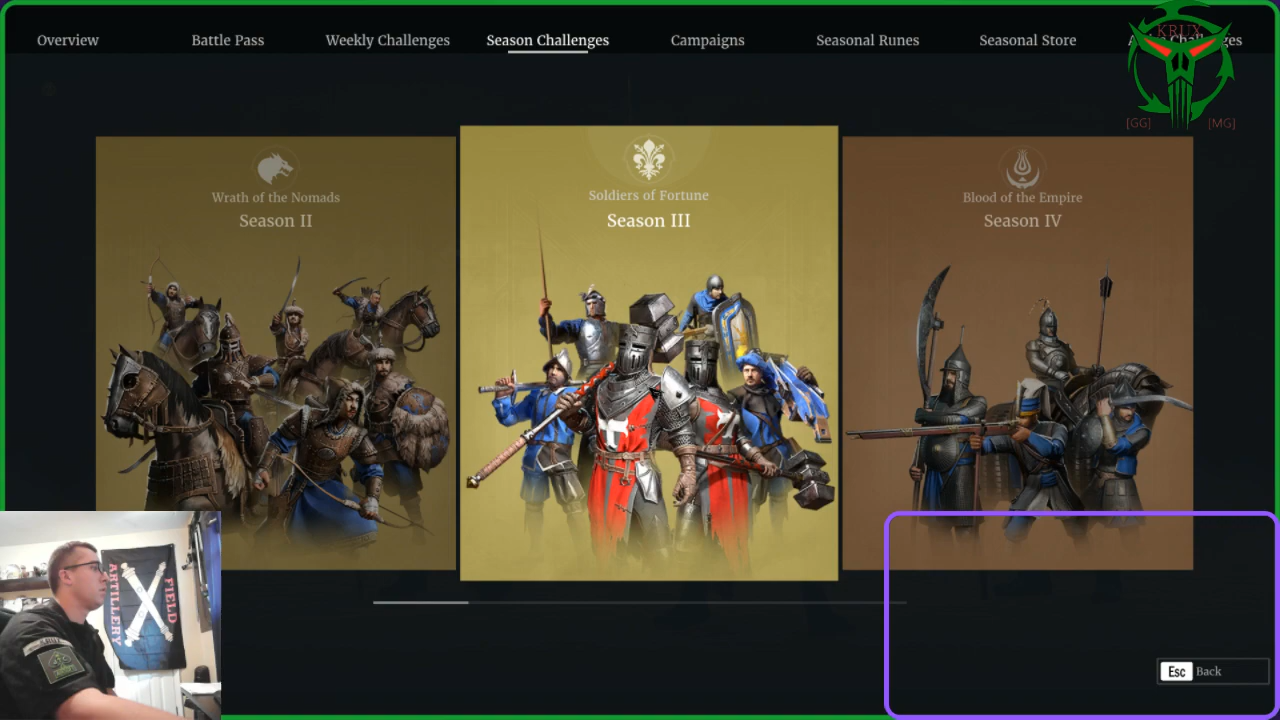 Overview
Battle Pass
Weekly Challenges
Season Challenges
Campaigns
Seasonal Runes
Seasonal Store
KRUX
[GG]
[MG]
Wrath of the Nomads
Season II
Soldiers of Fortune
Season III
Blood of the Empire
Season IV
FIELD
ARTILLERY
Esc
Back